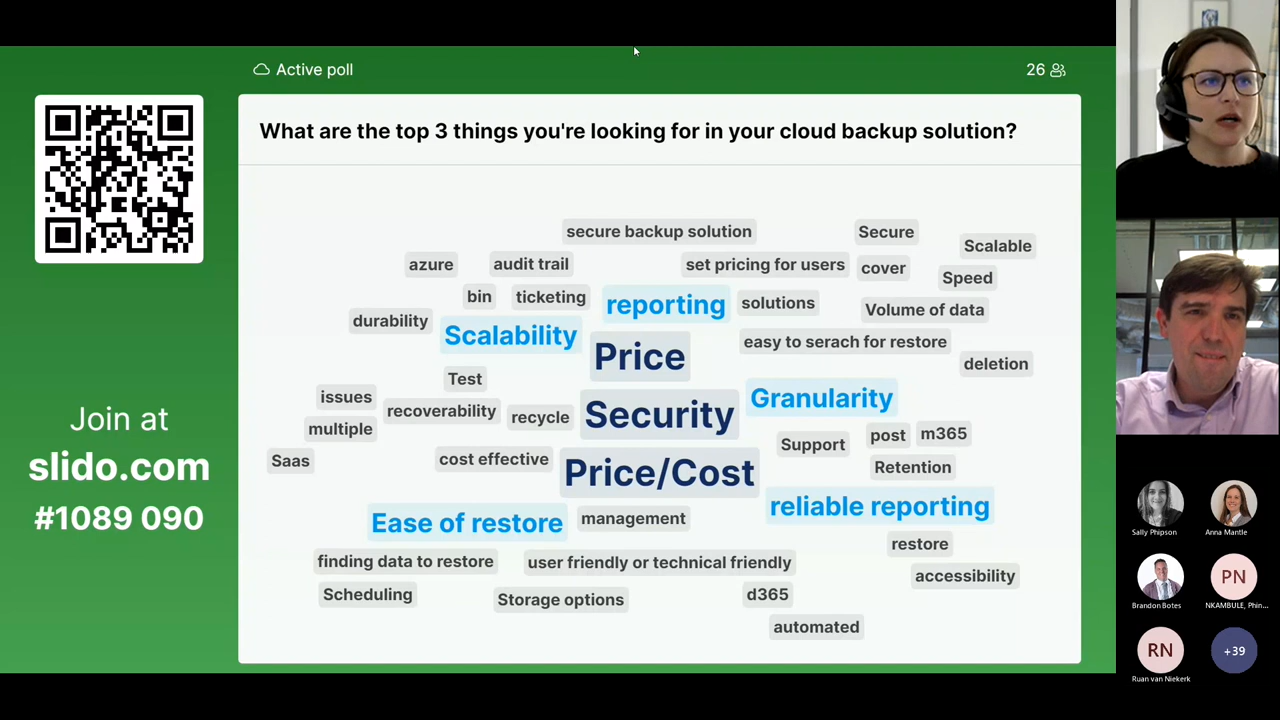 Active poll
26
What are the top 3 things you're looking for in your cloud backup solution?
secure backup solution
Secure
Scalable
azure
audit trail
set pricing for users
cover
Speed
bin
ticketing
reporting
solutions
Volume of data
durability
Scalability
Price
easy to serach for restore
deletion
Test
issues
recoverability
recycle
Security
Granularity
multiple
Support
post
m365
Saas
cost effective
Price/Cost
Retention
Ease of restore
management
reliable reporting
restore
finding data to restore
user friendly or technical friendly
accessibility
Scheduling
Storage options
d365
automated
Join at
slido.com
#1089 090
Sally Phipson
Anna Mantle
Brandon Botes
PN
NKAMBULE, Phin...
RN
Ruan van Niekerk
+39